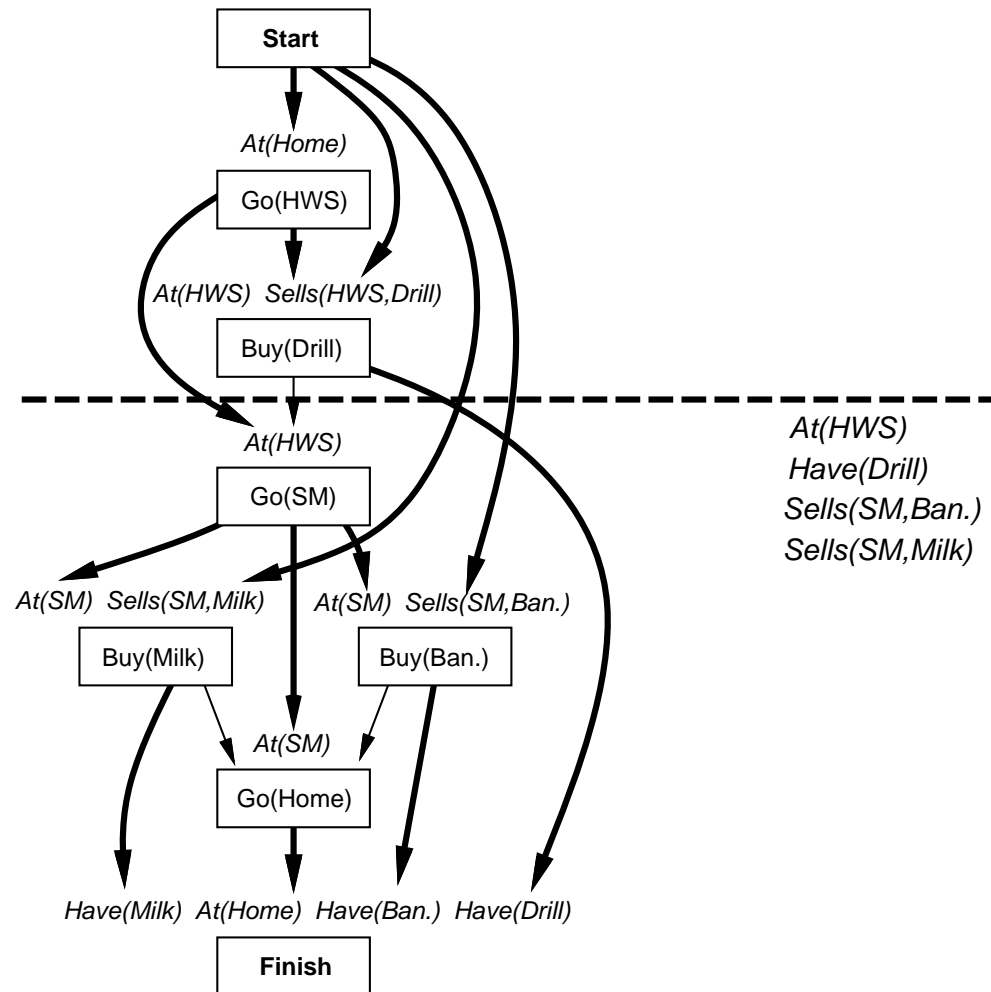 Start
At(Home)
Go(HWS)
At(HWS) Sells(HWS,Drill)
Buy(Drill)
At(HWS)
Go(SM)
At(HWS)
Have(Drill)
Sells(SM,Ban.)
Sells(SM,Milk)
At(SM) Sells(SM,Milk) At(SM) Sells(SM,Ban.)
Buy(Milk) Buy(Ban.)
At(SM)
Go(Home)
Have(Milk) At(Home) Have(Ban.) Have(Drill)
Finish